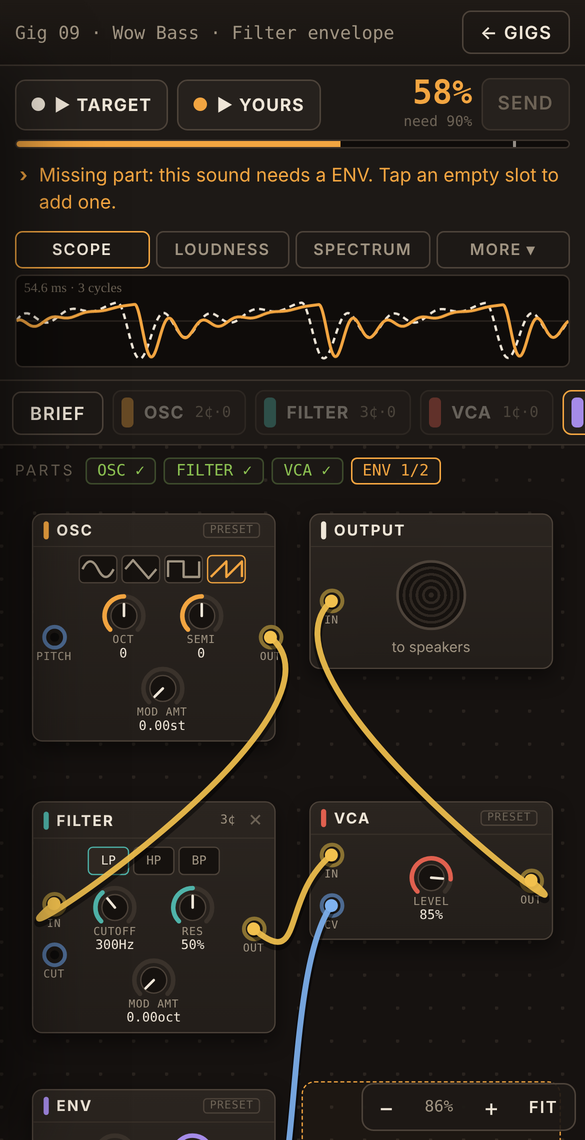 Gig 09 · Wow Bass · Filter envelope
← GIGS
▶ TARGET
▶ YOURS
58%
need 90%
SEND
› Missing part: this sound needs a ENV. Tap an empty slot to
add one.
SCOPE
LOUDNESS
SPECTRUM
MORE ▾
54.6 ms · 3 cycles
BRIEF
OSC 2¢·0
FILTER 3¢·0
VCA 1¢·0
PARTS
OSC ✓
FILTER ✓
VCA ✓
ENV 1/2
OSC
PRESET
OCT
0
SEMI
0
PITCH
OUT
MOD AMT
0.00st
OUTPUT
IN
to speakers
FILTER
3¢ ×
LP
HP
BP
IN
CUTOFF
300Hz
RES
50%
OUT
CUT
MOD AMT
0.00oct
VCA
PRESET
IN
LEVEL
85%
OUT
CV
ENV
PRESET
− 86% + FIT